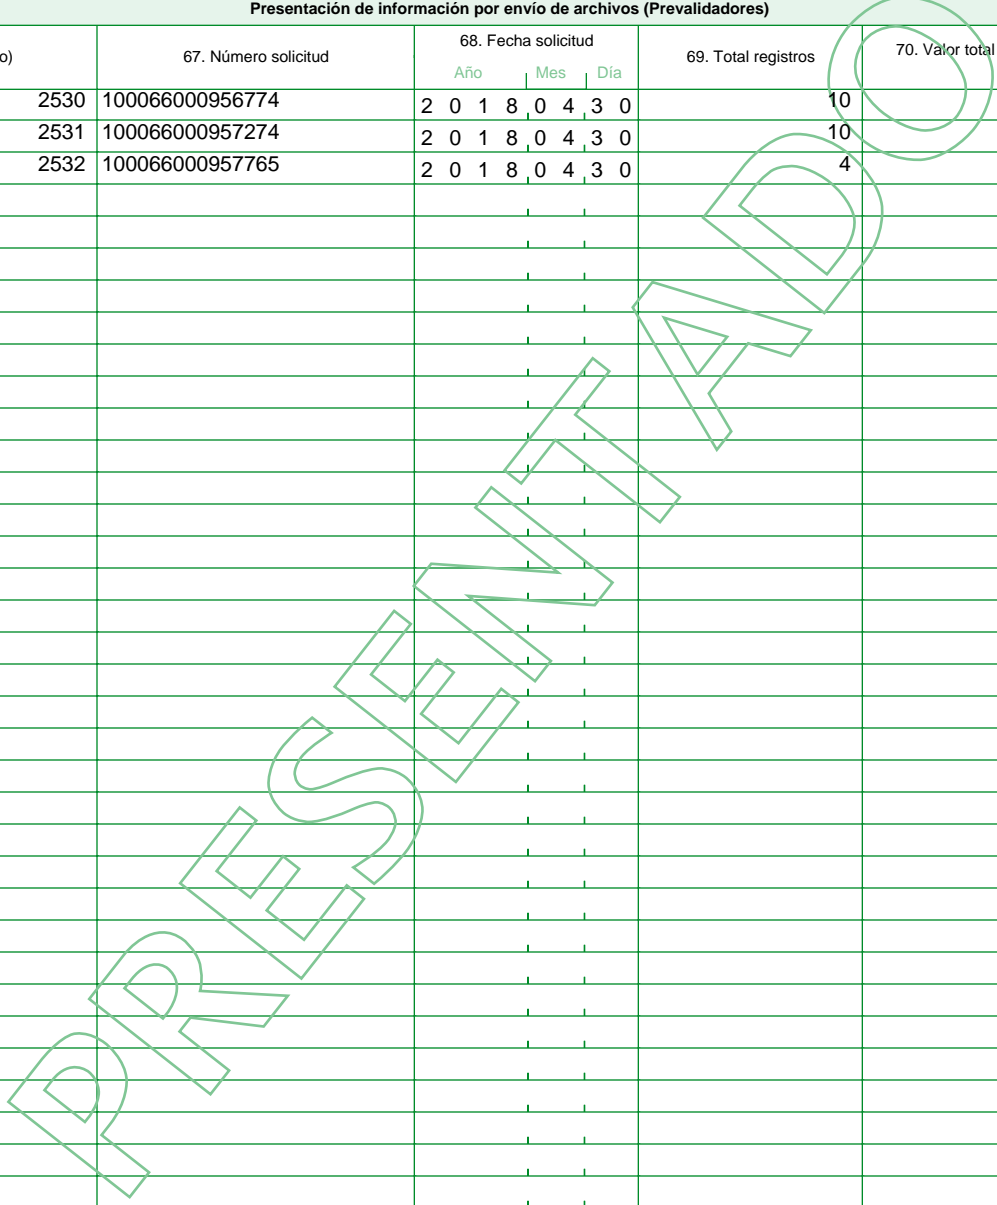 Presentación de información por envío de archivos (Prevalidadores)
o) 67. Número solicitud 68. Fecha solicitud 69. Total registros 70. Valor total
Año Mes Día
2530 100066000956774 2 0 1 8 0 4 3 0 10
2531 100066000957274 2 0 1 8 0 4 3 0 10
2532 100066000957765 2 0 1 8 0 4 3 0 4
PRESENTADO